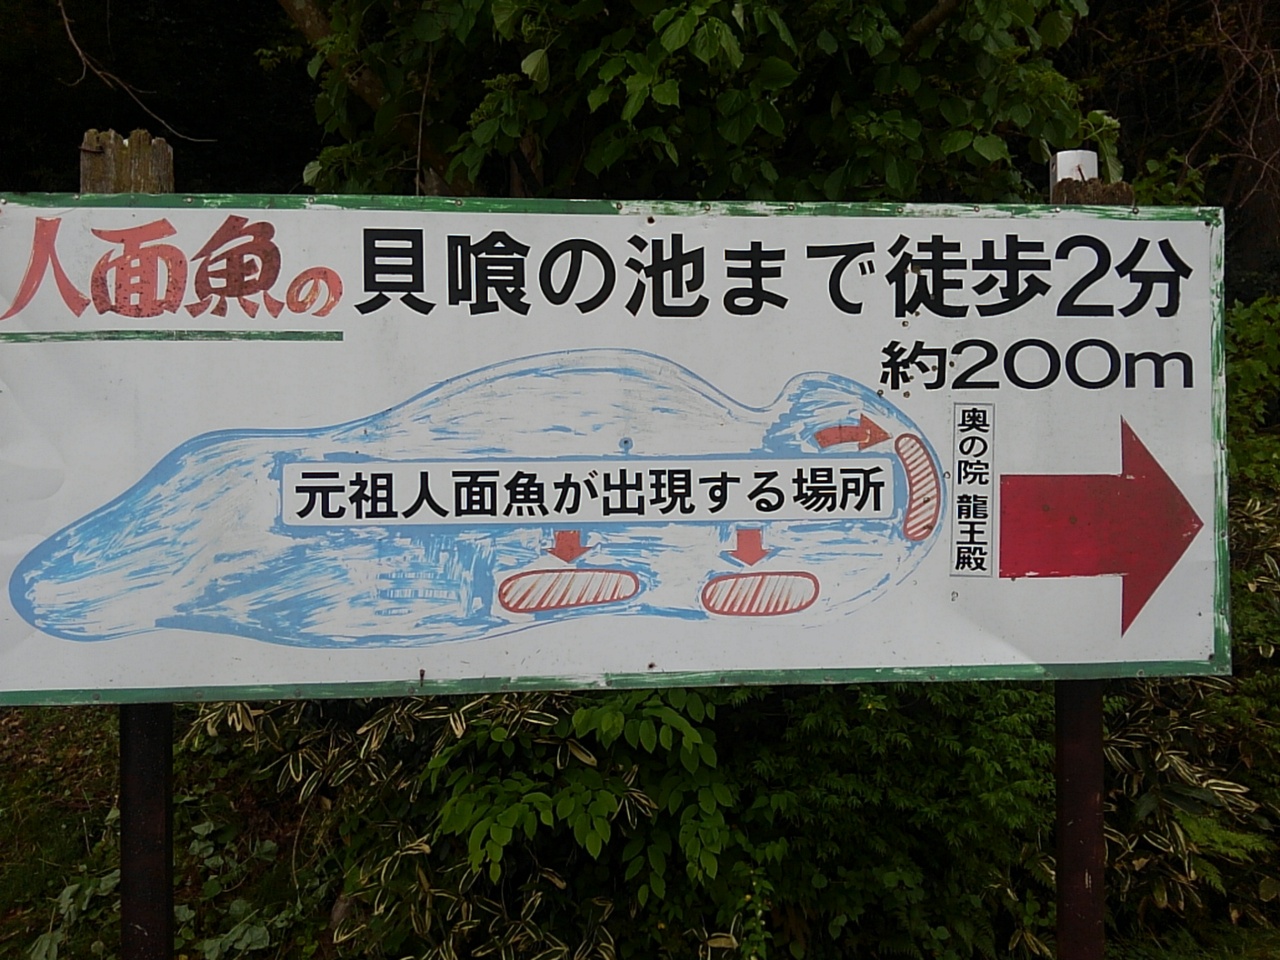 人面魚の貝喰の池まで徒歩2分
約200m
元祖人面魚が出現する場所
奥の院 龍王殿